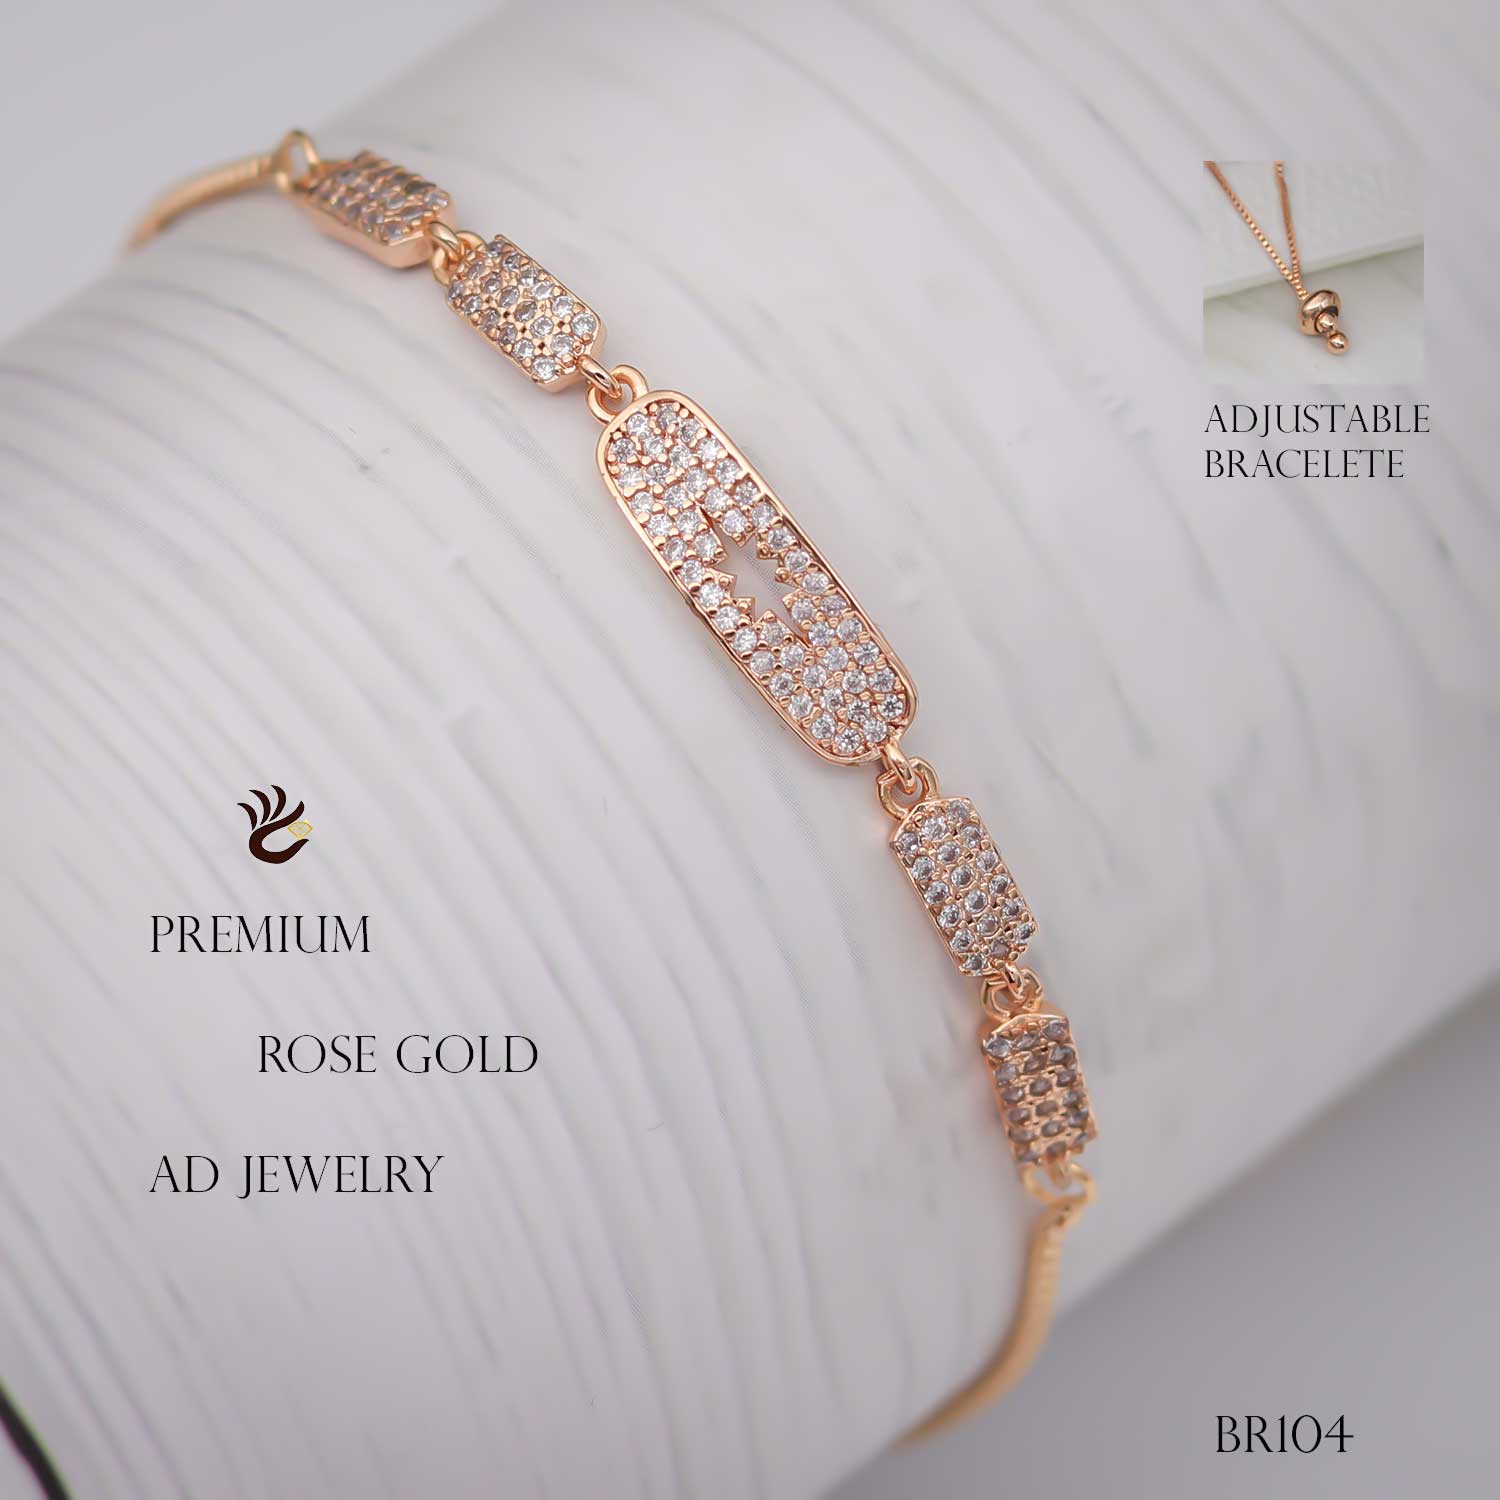 ADJUSTABLE
BRACELETE
PREMIUM
ROSE GOLD
AD JEWELRY
BR104